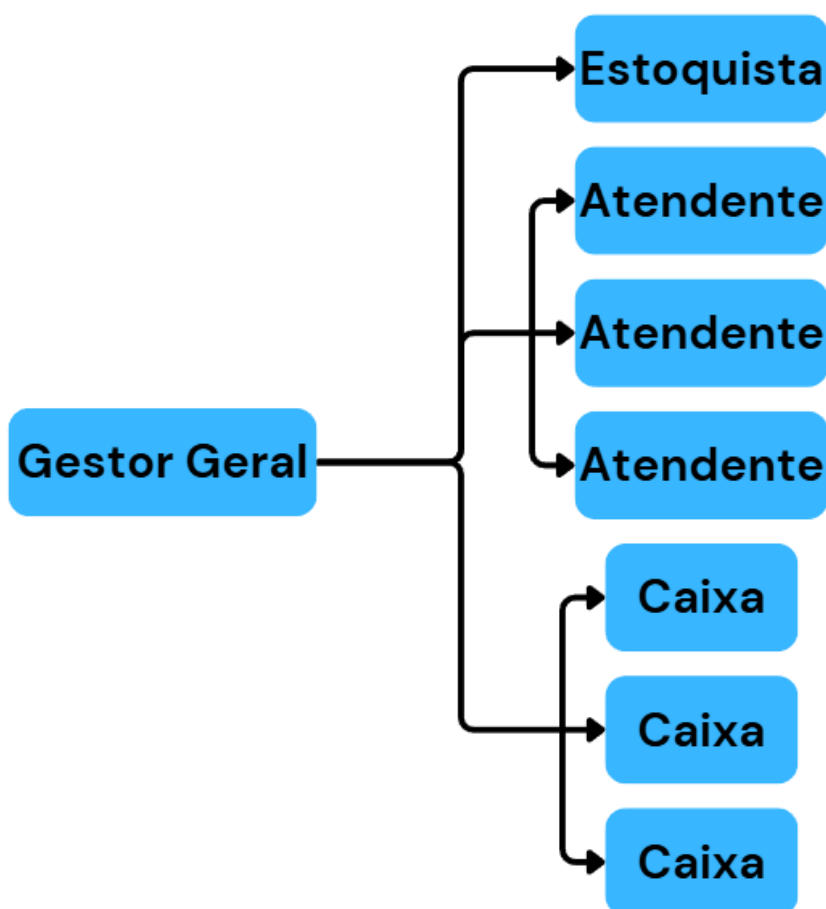 Estoquista
Atendente
Atendente
Gestor Geral
Atendente
Caixa
Caixa
Caixa